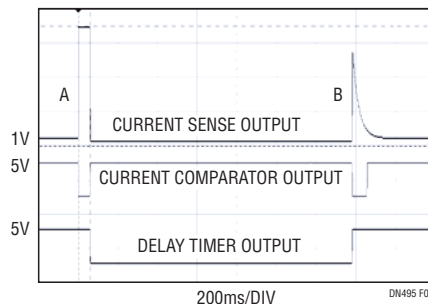 A
B
CURRENT SENSE OUTPUT
1V
5V
CURRENT COMPARATOR OUTPUT
5V
DELAY TIMER OUTPUT
200ms/DIV
DN495 F0